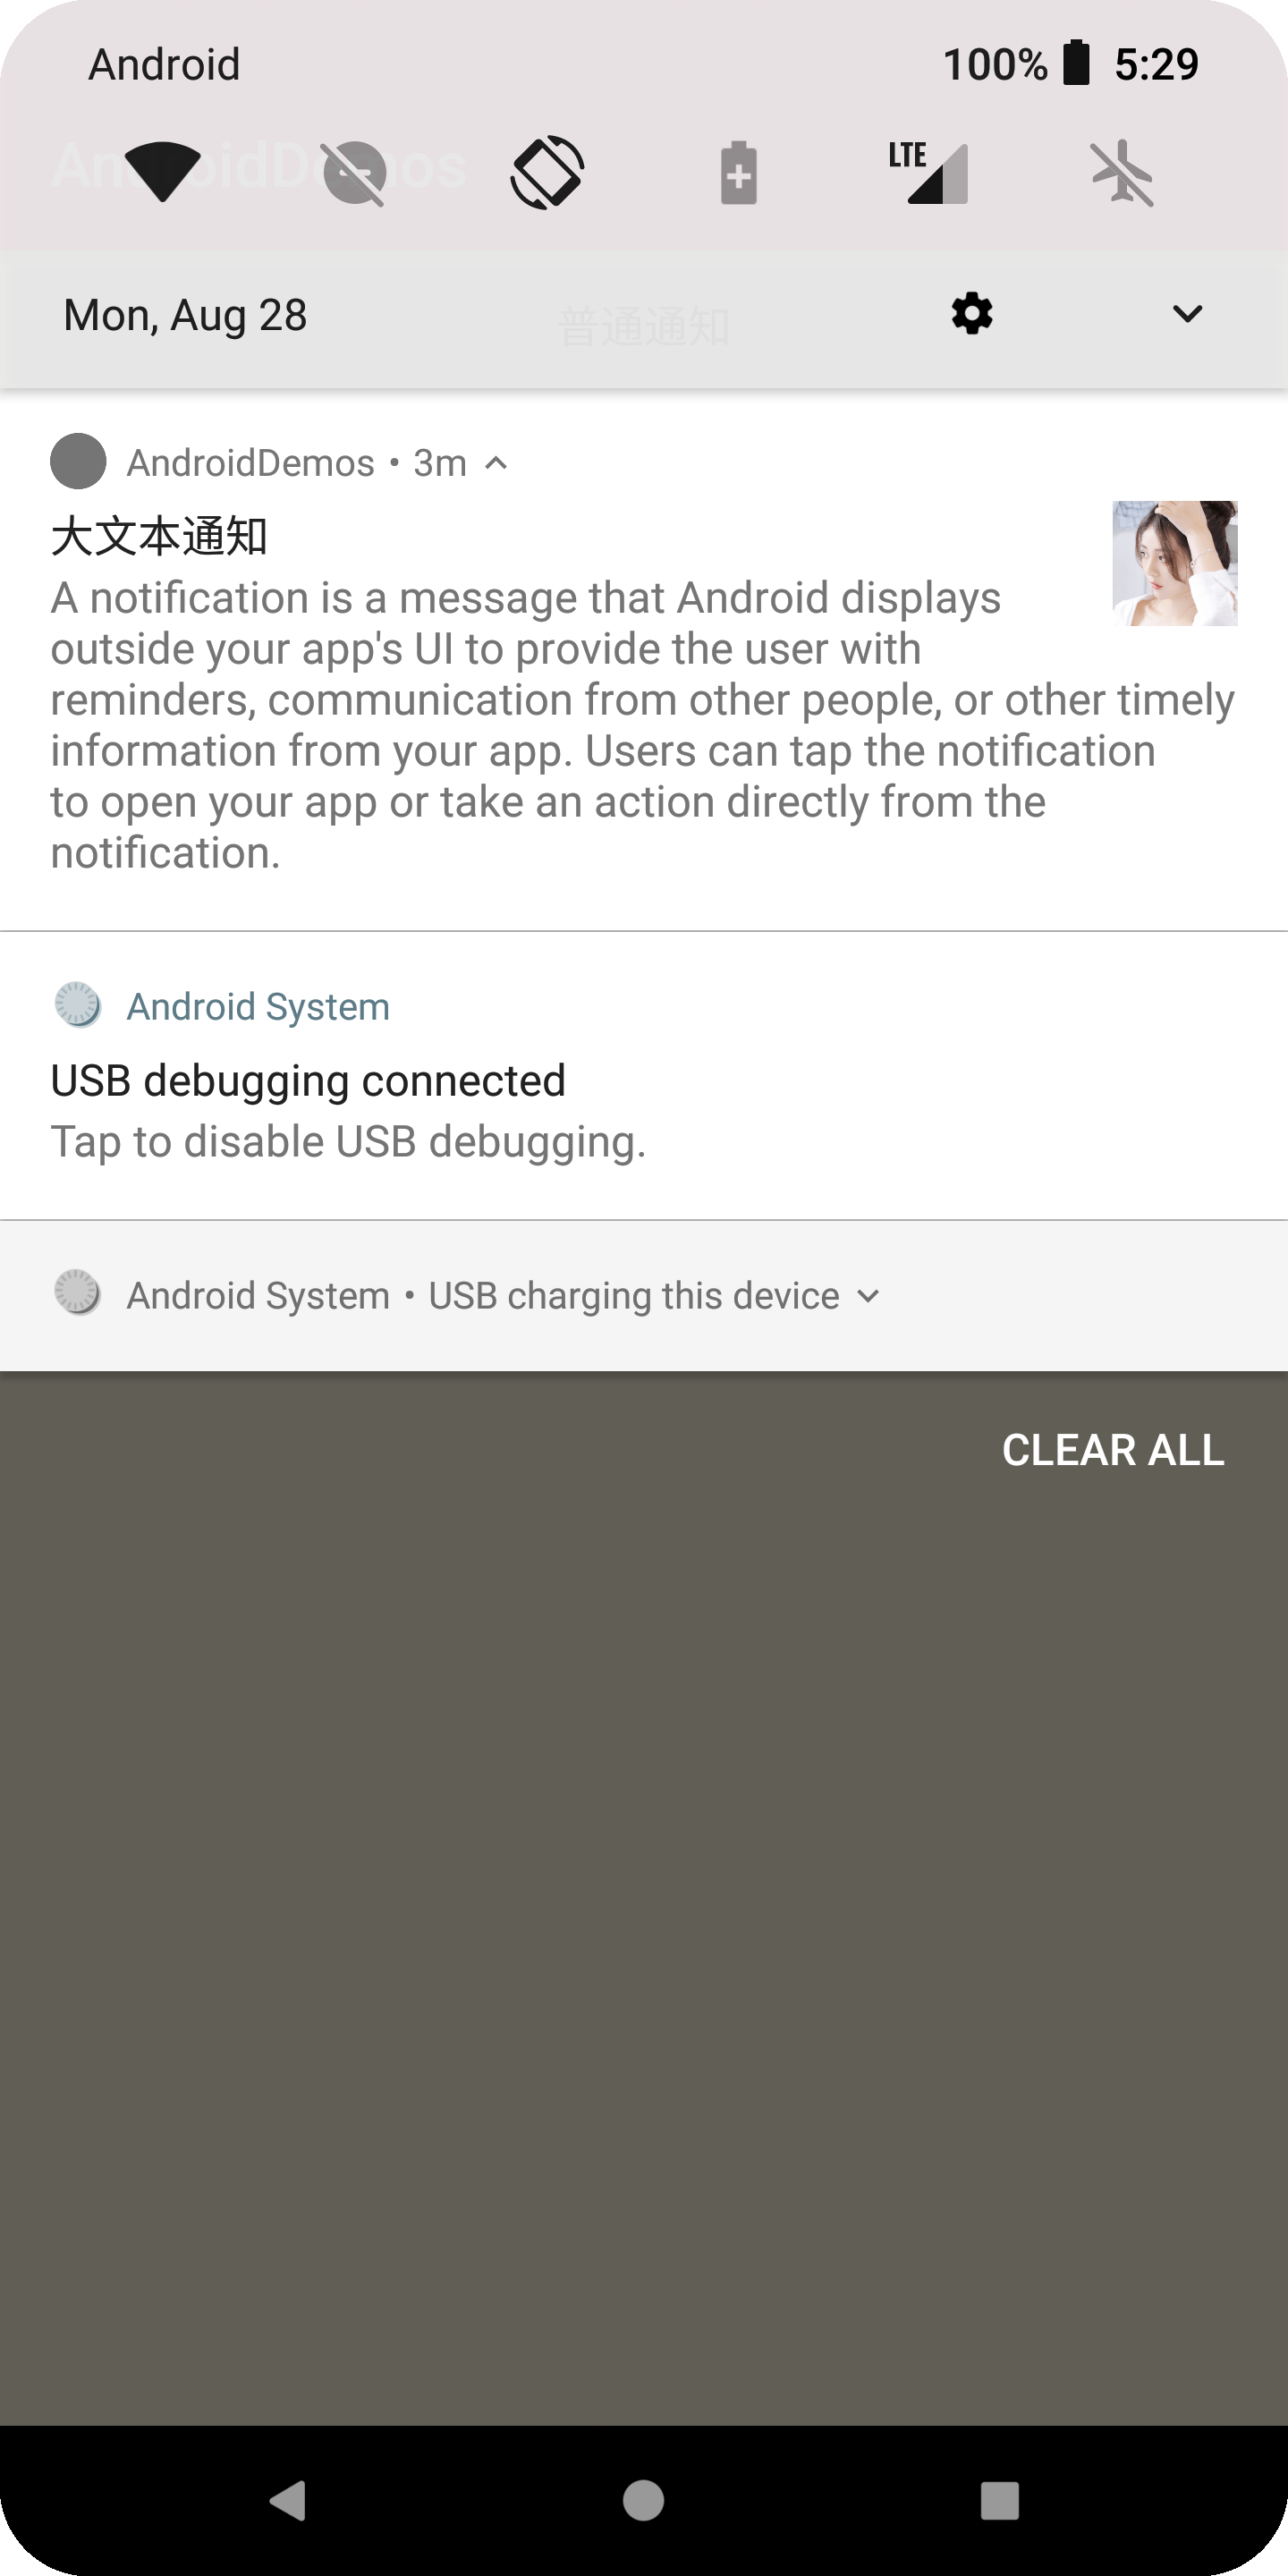 Android
100% 5:29
AndroidDemos
LTE
Mon, Aug 28
普通通知
AndroidDemos • 3m
大文本通知
A notification is a message that Android displays
outside your app's UI to provide the user with
reminders, communication from other people, or other timely
information from your app. Users can tap the notification
to open your app or take an action directly from the
notification.
Android System
USB debugging connected
Tap to disable USB debugging.
Android System • USB charging this device
CLEAR ALL